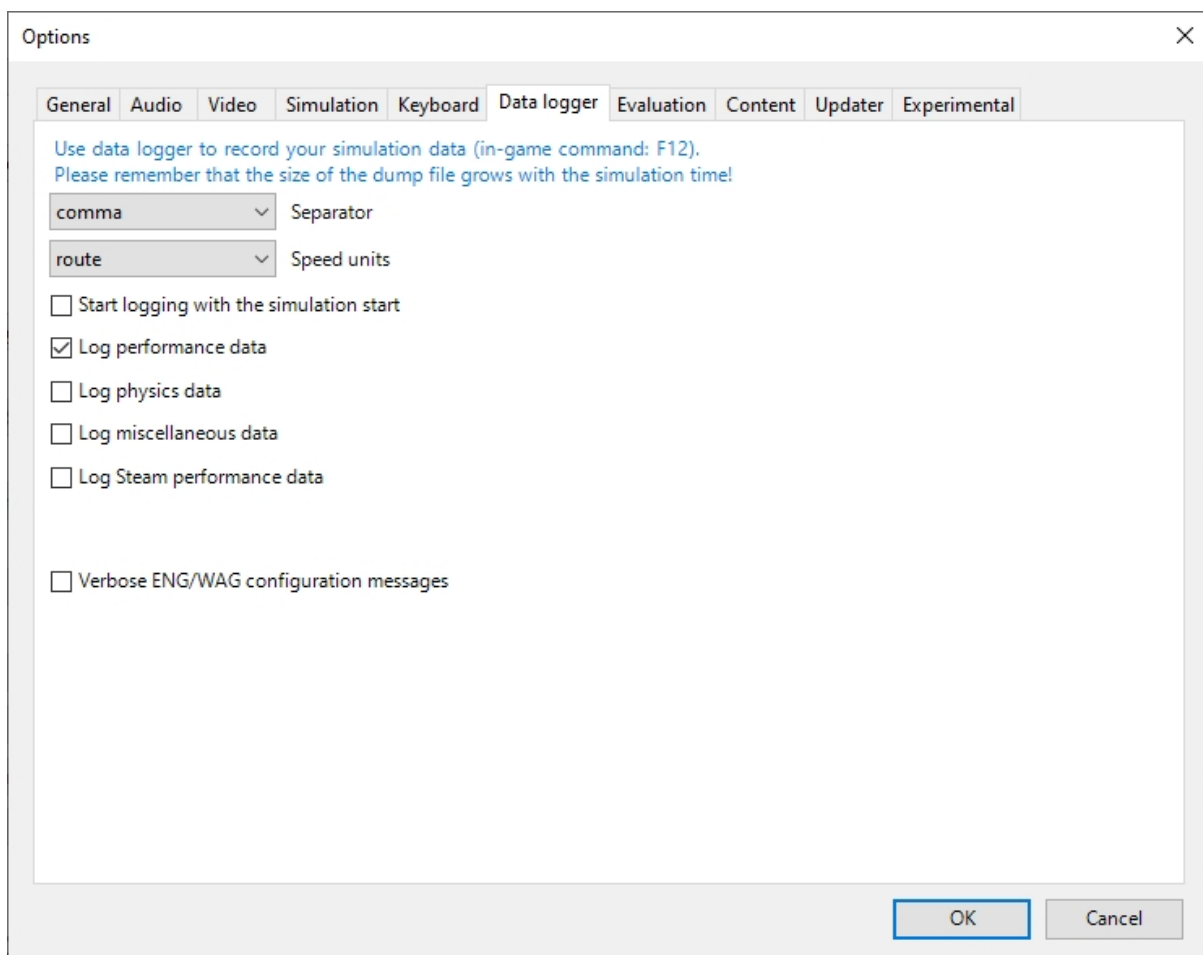 Options
General Audio Video Simulation Keyboard Data logger Evaluation Content Updater Experimental
Use data logger to record your simulation data (in-game command: F12).
Please remember that the size of the dump file grows with the simulation time!
comma Separator
route Speed units
Start logging with the simulation start
Log performance data
Log physics data
Log miscellaneous data
Log Steam performance data
Verbose ENG/WAG configuration messages
OK Cancel